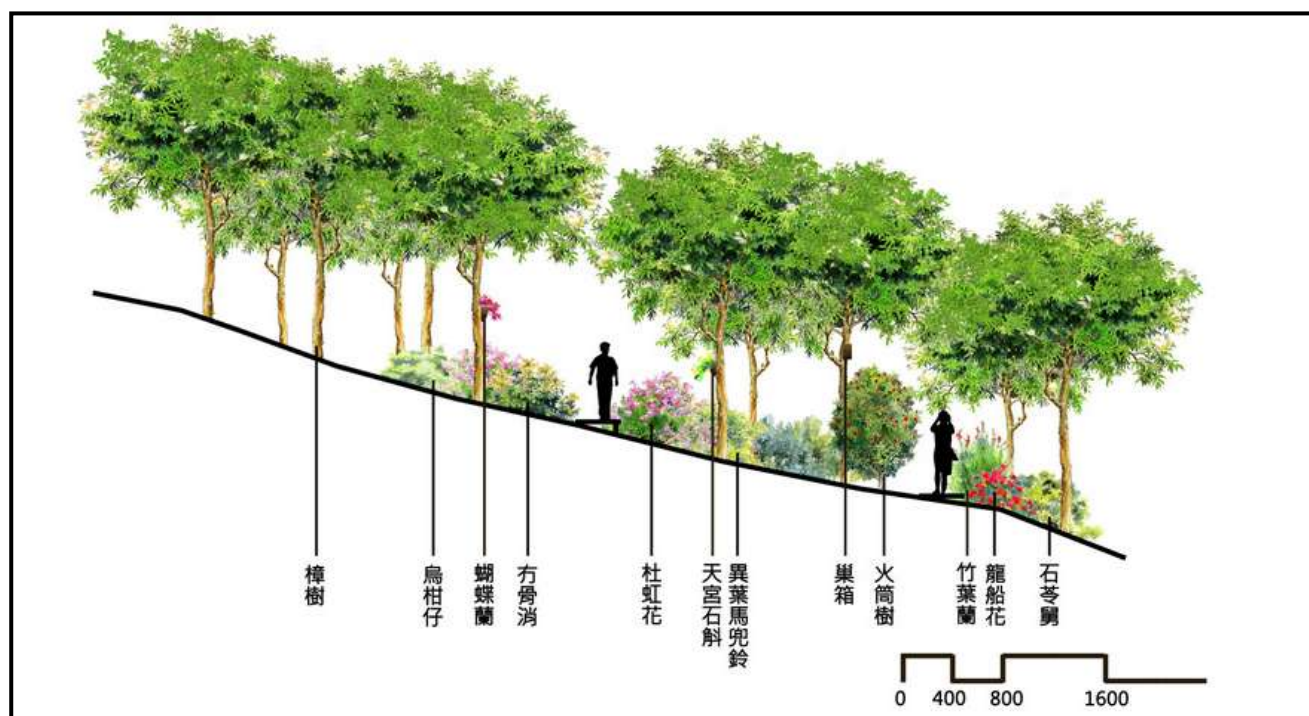 樟樹
烏柑仔
蝴蝶蘭
冇骨消
杜虹花
天宮石斛
異葉馬兜鈴
巢箱
火筒樹
竹葉蘭
龍船花
石苓舅
0 400 800 1600